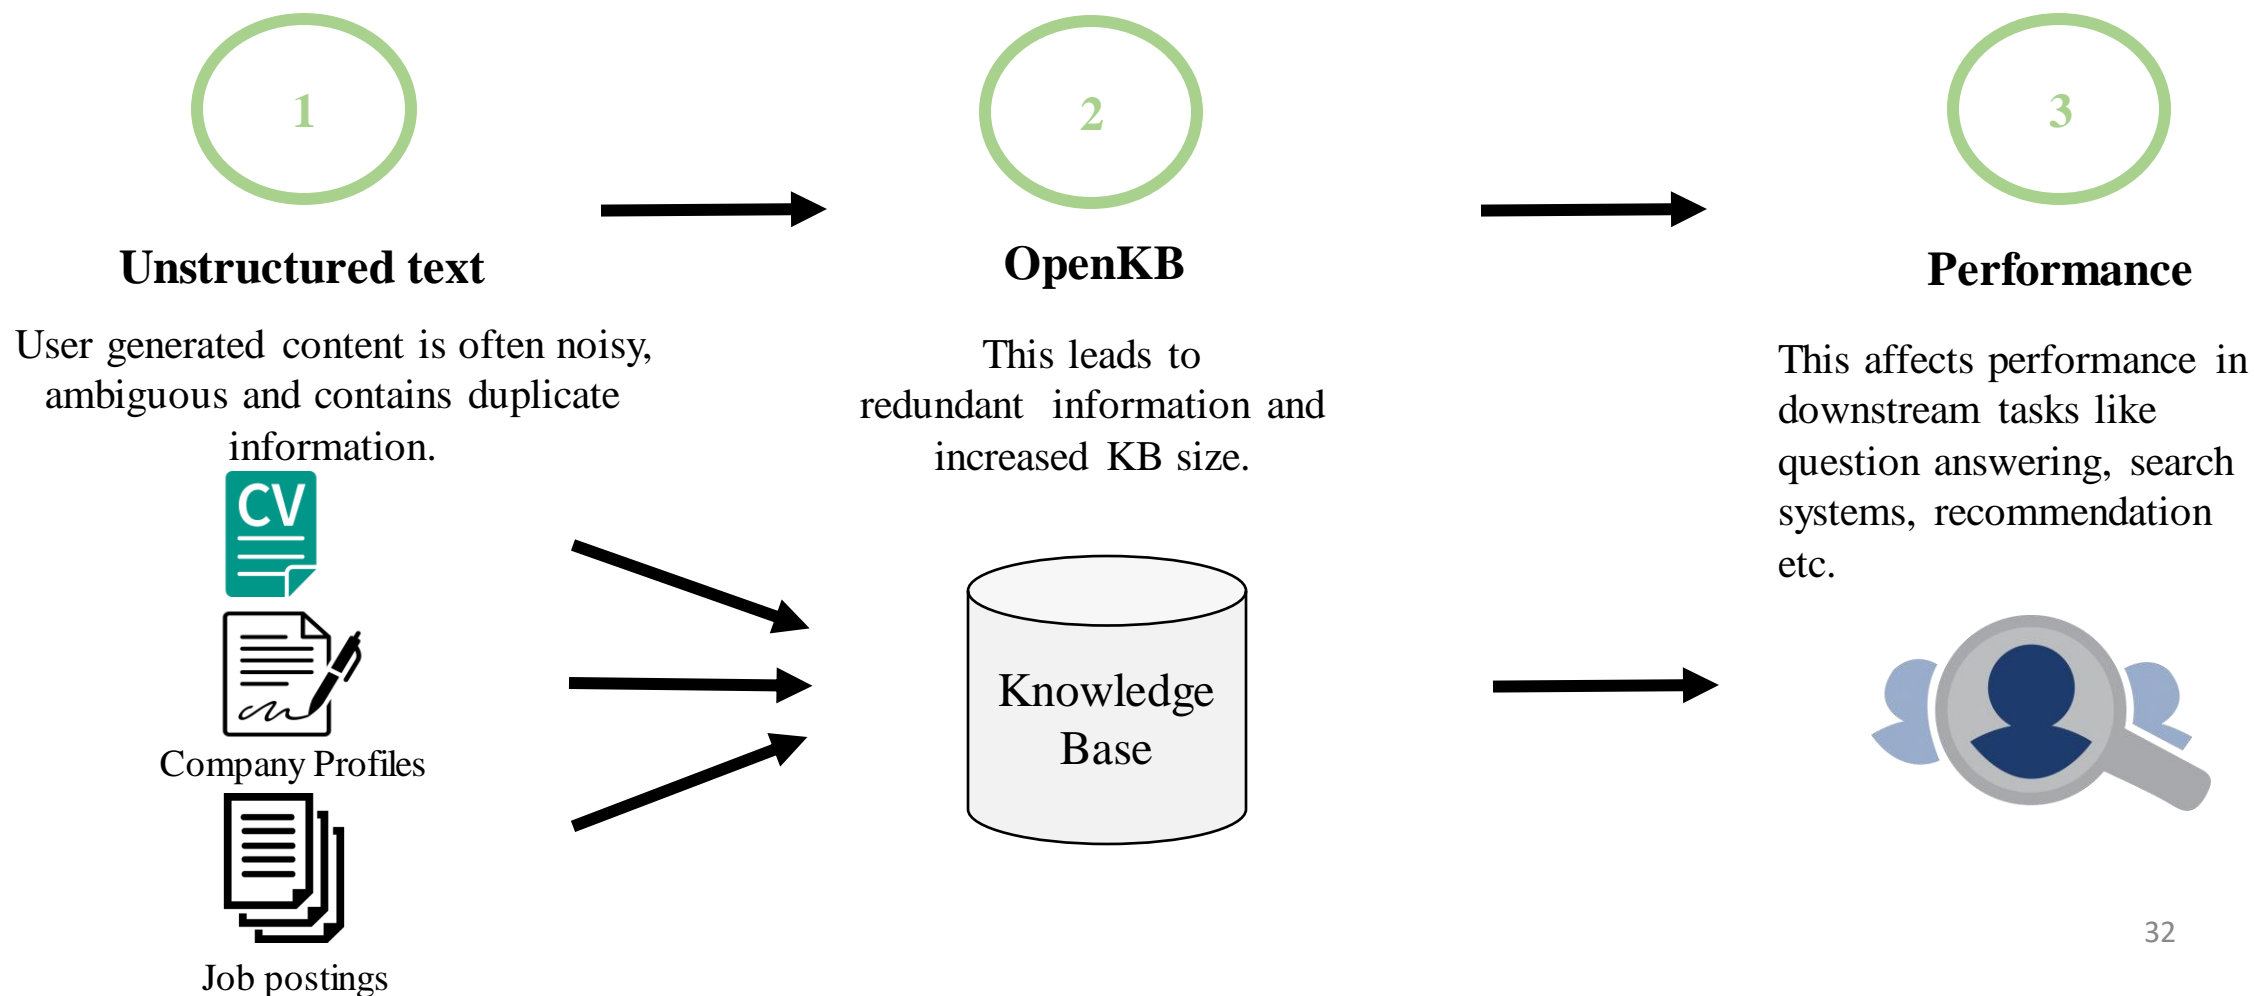 1
Unstructured text
User generated content is often noisy,
ambiguous and contains duplicate
information.
CV
Company Profiles
Job postings
2
OpenKB
This leads to
redundant information and
increased KB size.
Knowledge
Base
3
Performance
This affects performance in
downstream tasks like
question answering, search
systems, recommendation
etc.
32